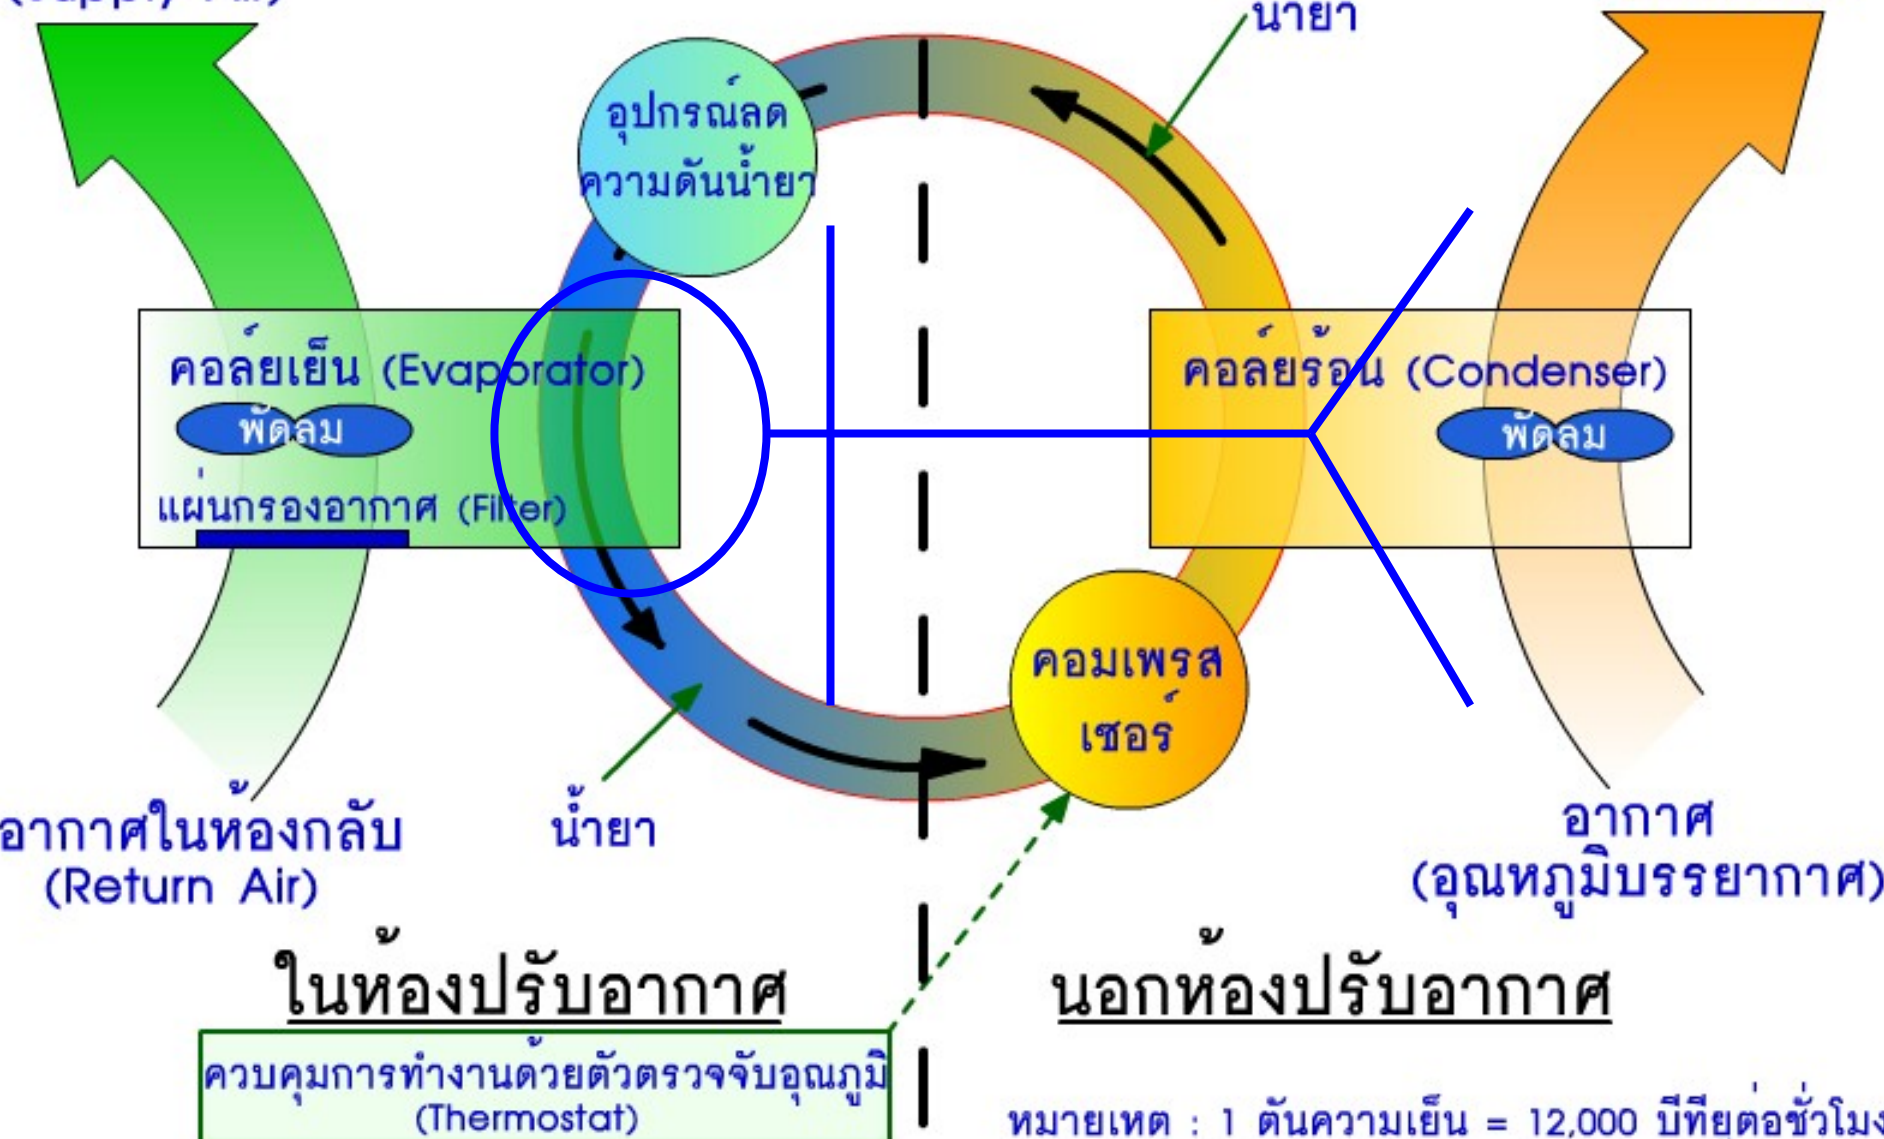 (Supply Air)
น้ำยา
อุปกรณ์ลด
ความดันน้ำยา
คอล์ยเย็น (Evaporator)
พัดลม
แผ่นกรองอากาศ (Filter)
คอล์ยร้อน (Condenser)
พัดลม
คอมเพรส
เซอร์
น้ำยา
อากาศในห้องกลับ
(Return Air)
อากาศ
(อุณหภูมิบรรยากาศ)
ในห้องปรับอากาศ
นอกห้องปรับอากาศ
ควบคุมการทำงานด้วยตัวตรวจจับอุณภูมิ
(Thermostat)
หมายเหต : 1 ตันความเย็น = 12,000 บีทียต่อชั่วโมง